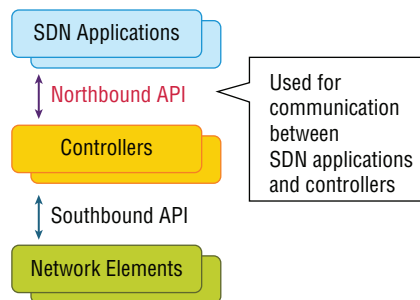 SDN Applications
Northbound API
Used for
communication
between
SDN applications
and controllers
Controllers
Southbound API
Network Elements